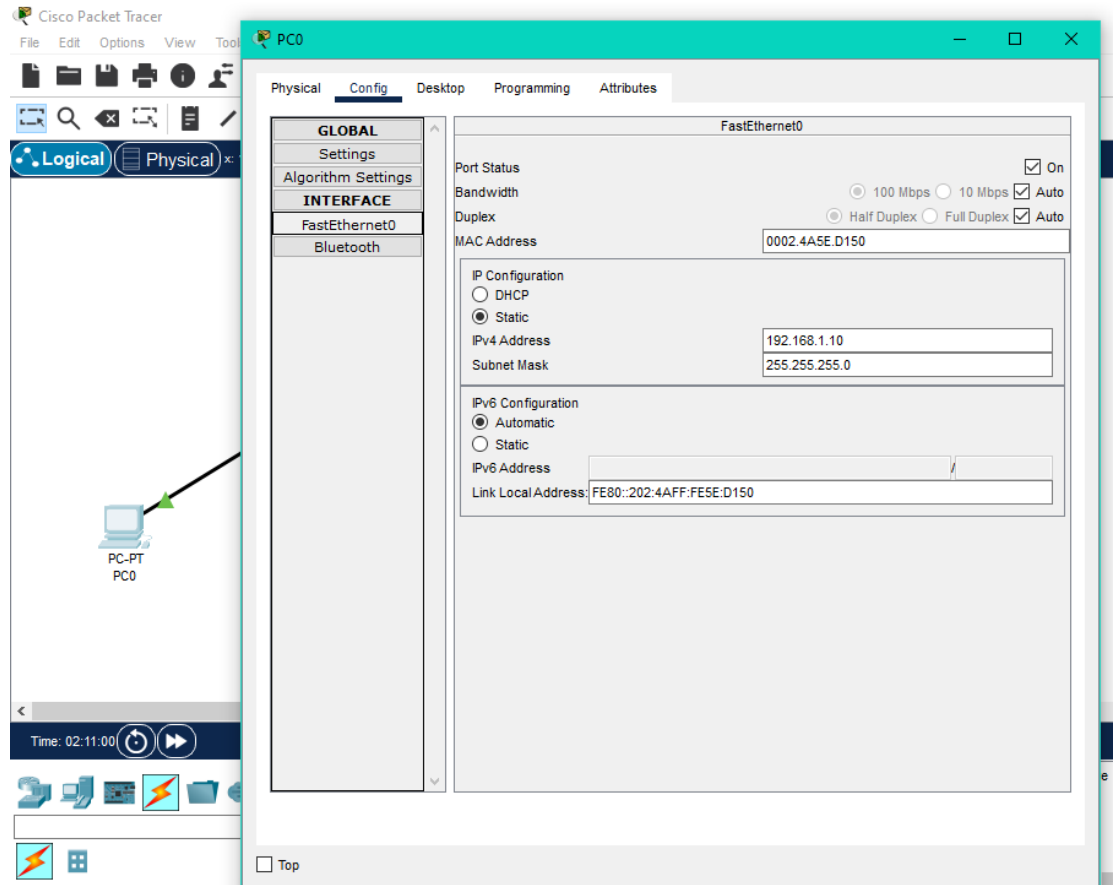 Cisco Packet Tracer
File Edit Options View Tool
Logical Physical x:
Time: 02:11:00
PC-PT
PC0
PC0
Physical Config Desktop Programming Attributes
GLOBAL
Settings
Algorithm Settings
INTERFACE
FastEthernet0
Bluetooth
FastEthernet0
Port Status On
Bandwidth 100 Mbps 10 Mbps Auto
Duplex Half Duplex Full Duplex Auto
MAC Address 0002.4A5E.D150
IP Configuration
DHCP
Static
IPv4 Address 192.168.1.10
Subnet Mask 255.255.255.0
IPv6 Configuration
Automatic
Static
IPv6 Address /
Link Local Address: FE80::202:4AFF:FE5E:D150
Top
e